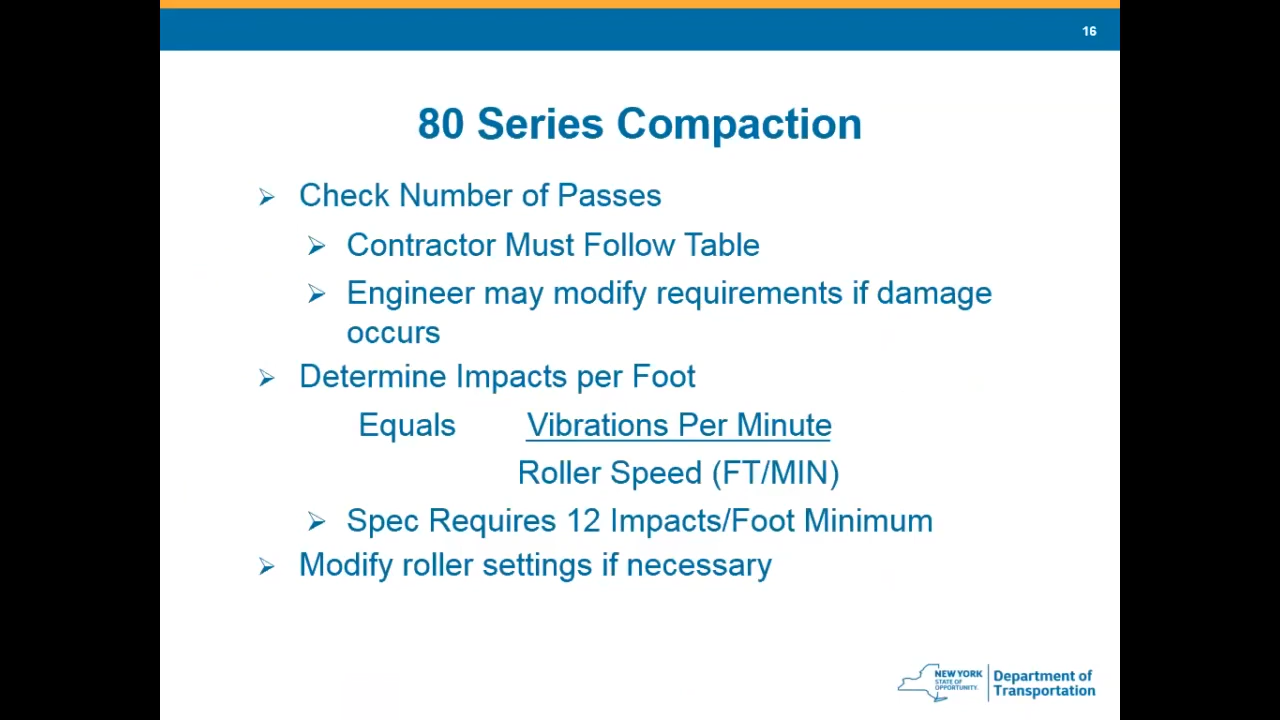 16
80 Series Compaction
Check Number of Passes
Contractor Must Follow Table
Engineer may modify requirements if damage
occurs
Determine Impacts per Foot
Equals Vibrations Per Minute
Roller Speed (FT/MIN)
Spec Requires 12 Impacts/Foot Minimum
Modify roller settings if necessary
NEW YORK
STATE OF
OPPORTUNITY.
Department of
Transportation